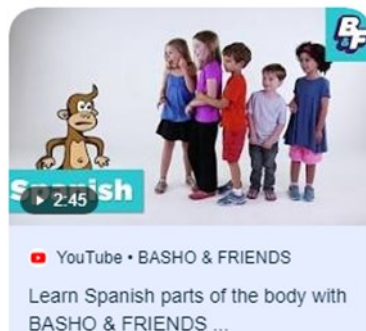 B&F
Spanish
2:45
YouTube • BASHO & FRIENDS
Learn Spanish parts of the body with
BASHO & FRIENDS ...